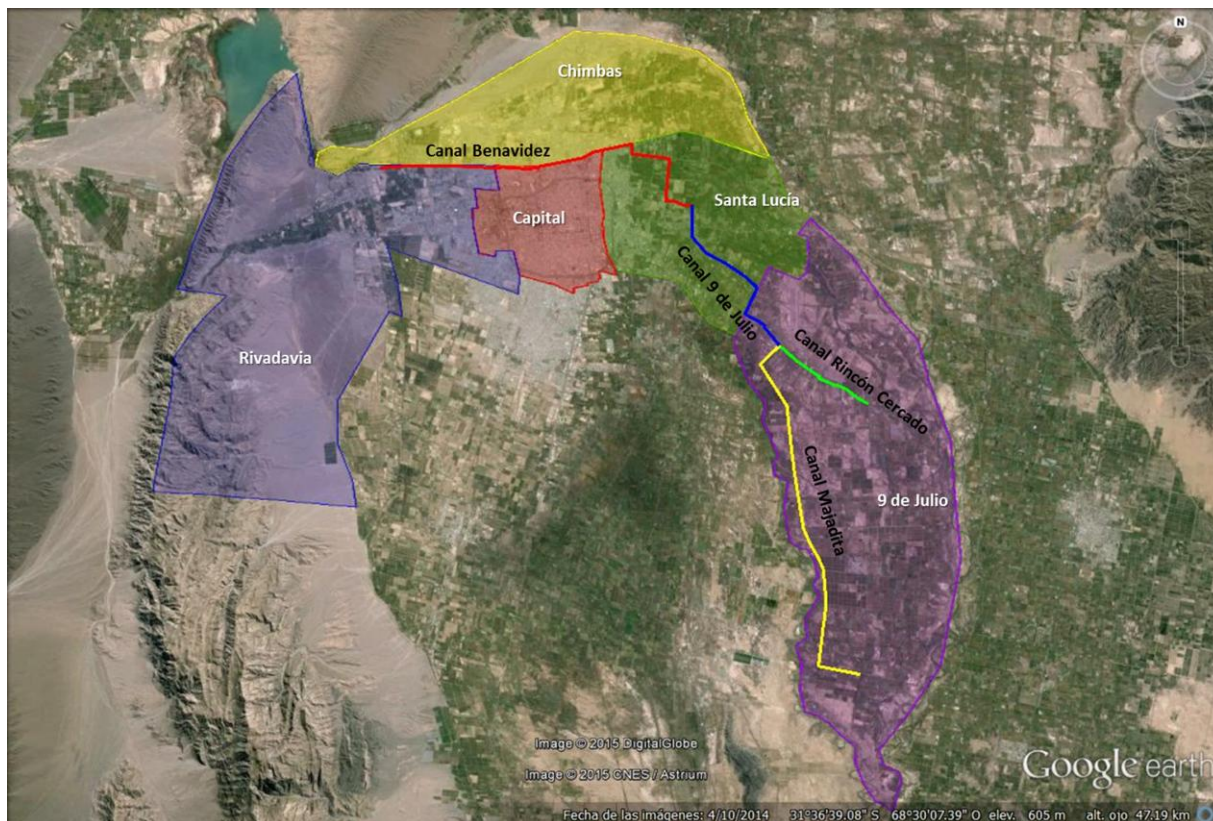 N
Chimbas
Canal Benavidez
Santa Lucía
Capital
Canal 9 de Julio
Canal Rincón Cercado
Rivadavia
Canal Majadita
9 de Julio
Image © 2015 DigitalGlobe
Image © 2015 CNES / Astrium
Google earth
Fecha de las imágenes: 4/10/2014 31°36'39.08" S 68°30'07.39" O elev. 605 m alt. ojo 47.19 km